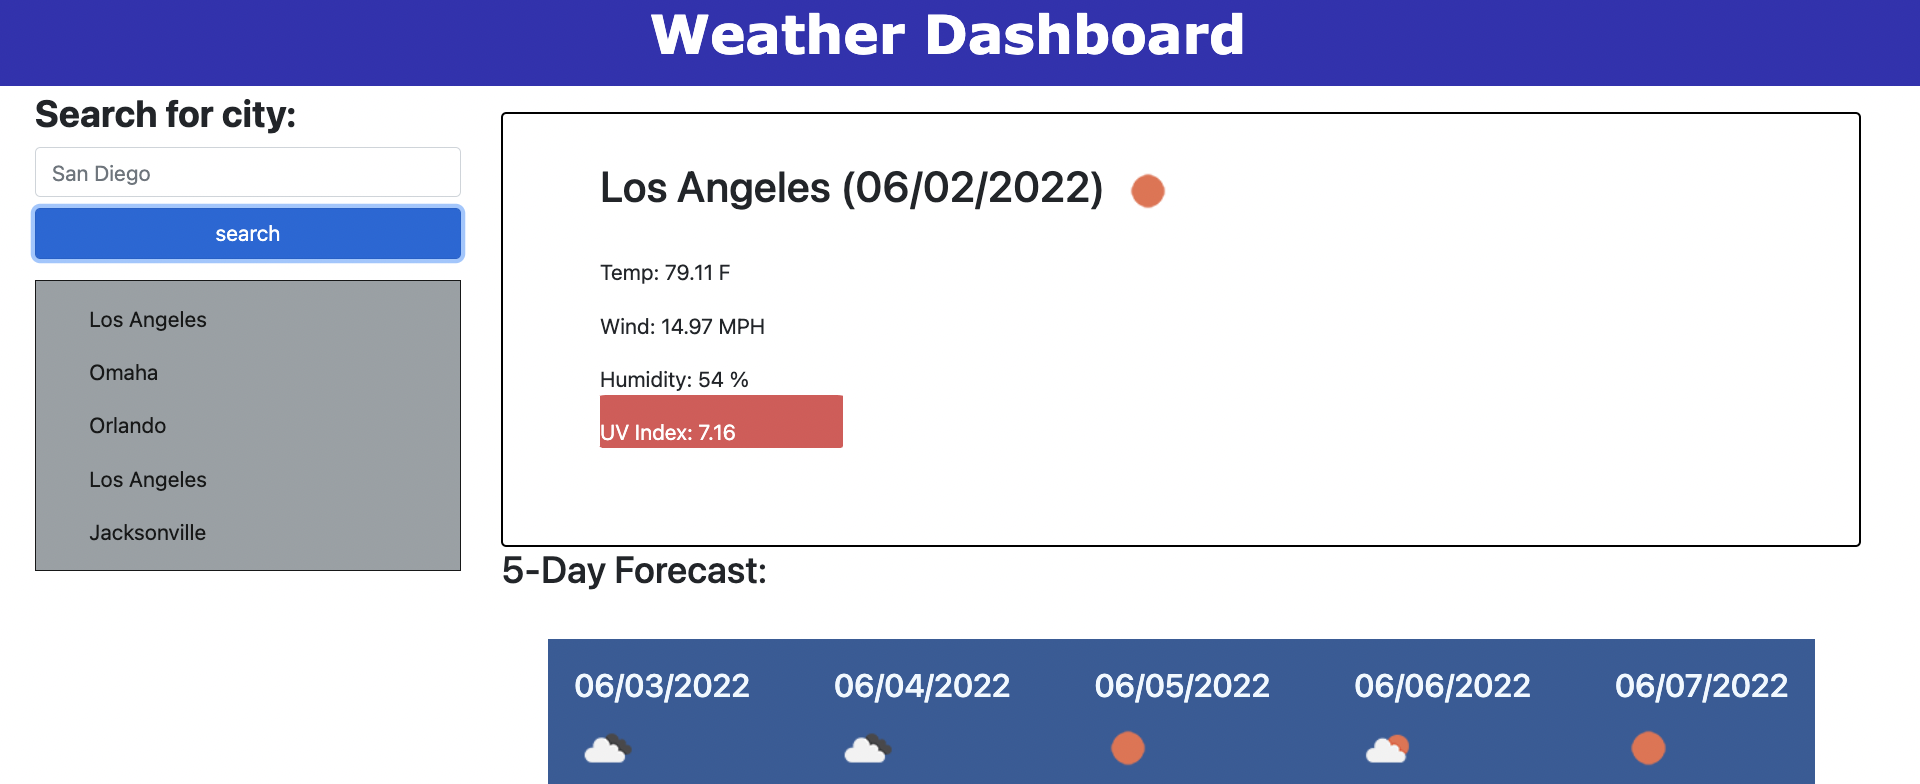 Weather Dashboard
Search for city:
San Diego
search
Los Angeles
Omaha
Orlando
Los Angeles
Jacksonville
Los Angeles (06/02/2022)
Temp: 79.11 F
Wind: 14.97 MPH
Humidity: 54 %
UV Index: 7.16
5-Day Forecast:
06/03/2022 06/04/2022 06/05/2022 06/06/2022 06/07/2022